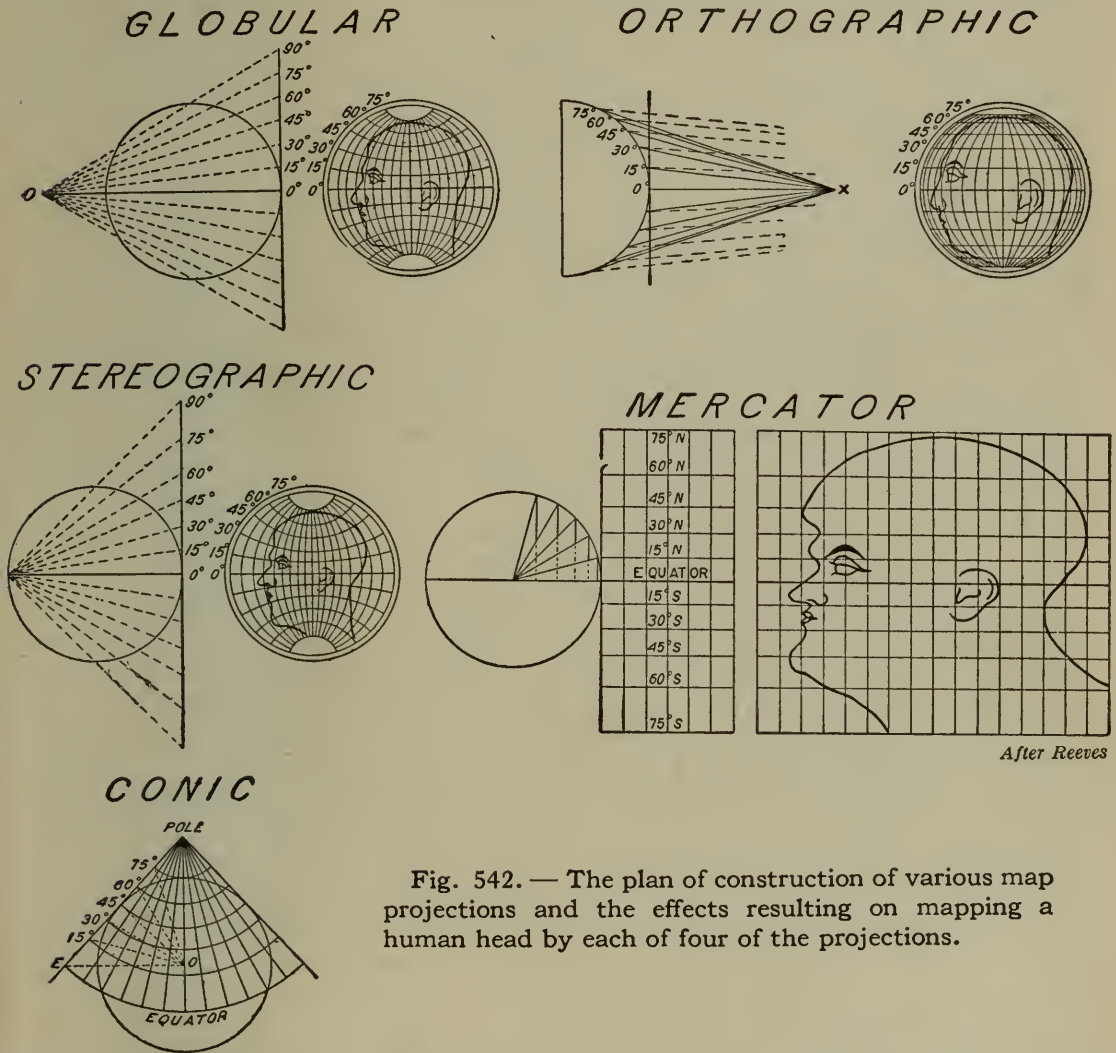 GLOBULAR
90°
75°
60°
45°
30°
15°
0°
O
75°
60°
45°
30°
15°
0°
ORTHOGRAPHIC
75°
60°
45°
30°
15°
0°
X
75°
60°
45°
30°
15°
0°
STEREOGRAPHIC
90°
75°
60°
45°
30°
15°
0°
75°
60°
45°
30°
15°
0°
MERCATOR
75° N
60° N
45° N
30° N
15° N
EQUATOR
15° S
30° S
45° S
60° S
75° S
After Reeves
CONIC
POLE
75°
60°
45°
30°
15°
E
O
EQUATOR
Fig. 542. — The plan of construction of various map
projections and the effects resulting on mapping a
human head by each of four of the projections.